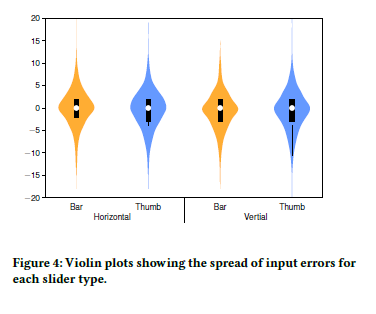 20
15
10
5
0
−5
−10
−15
−20
Bar Thumb Bar Thumb
Horizontal Vertial
Figure 4: Violin plots showing the spread of input errors for
each slider type.